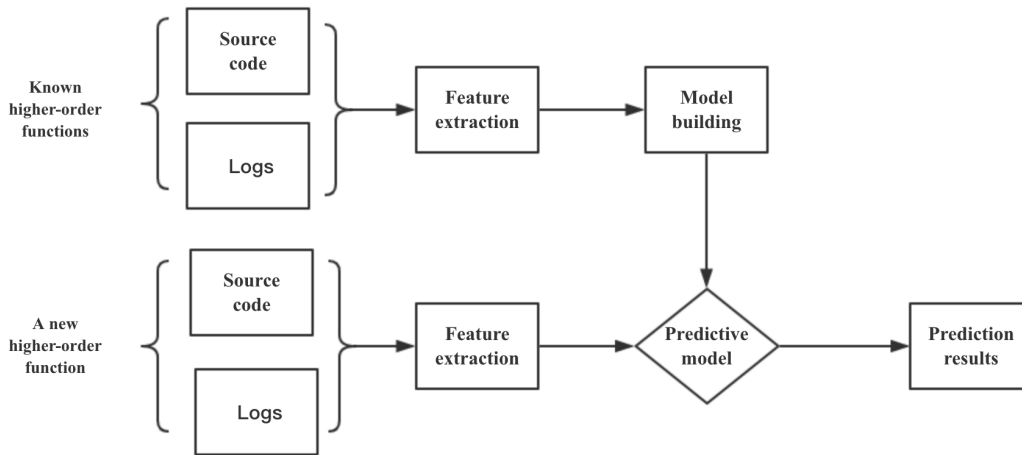 Known
higher-order
functions
Source
code
Logs
Feature
extraction
Model
building
A new
higher-order
function
Source
code
Logs
Feature
extraction
Predictive
model
Prediction
results